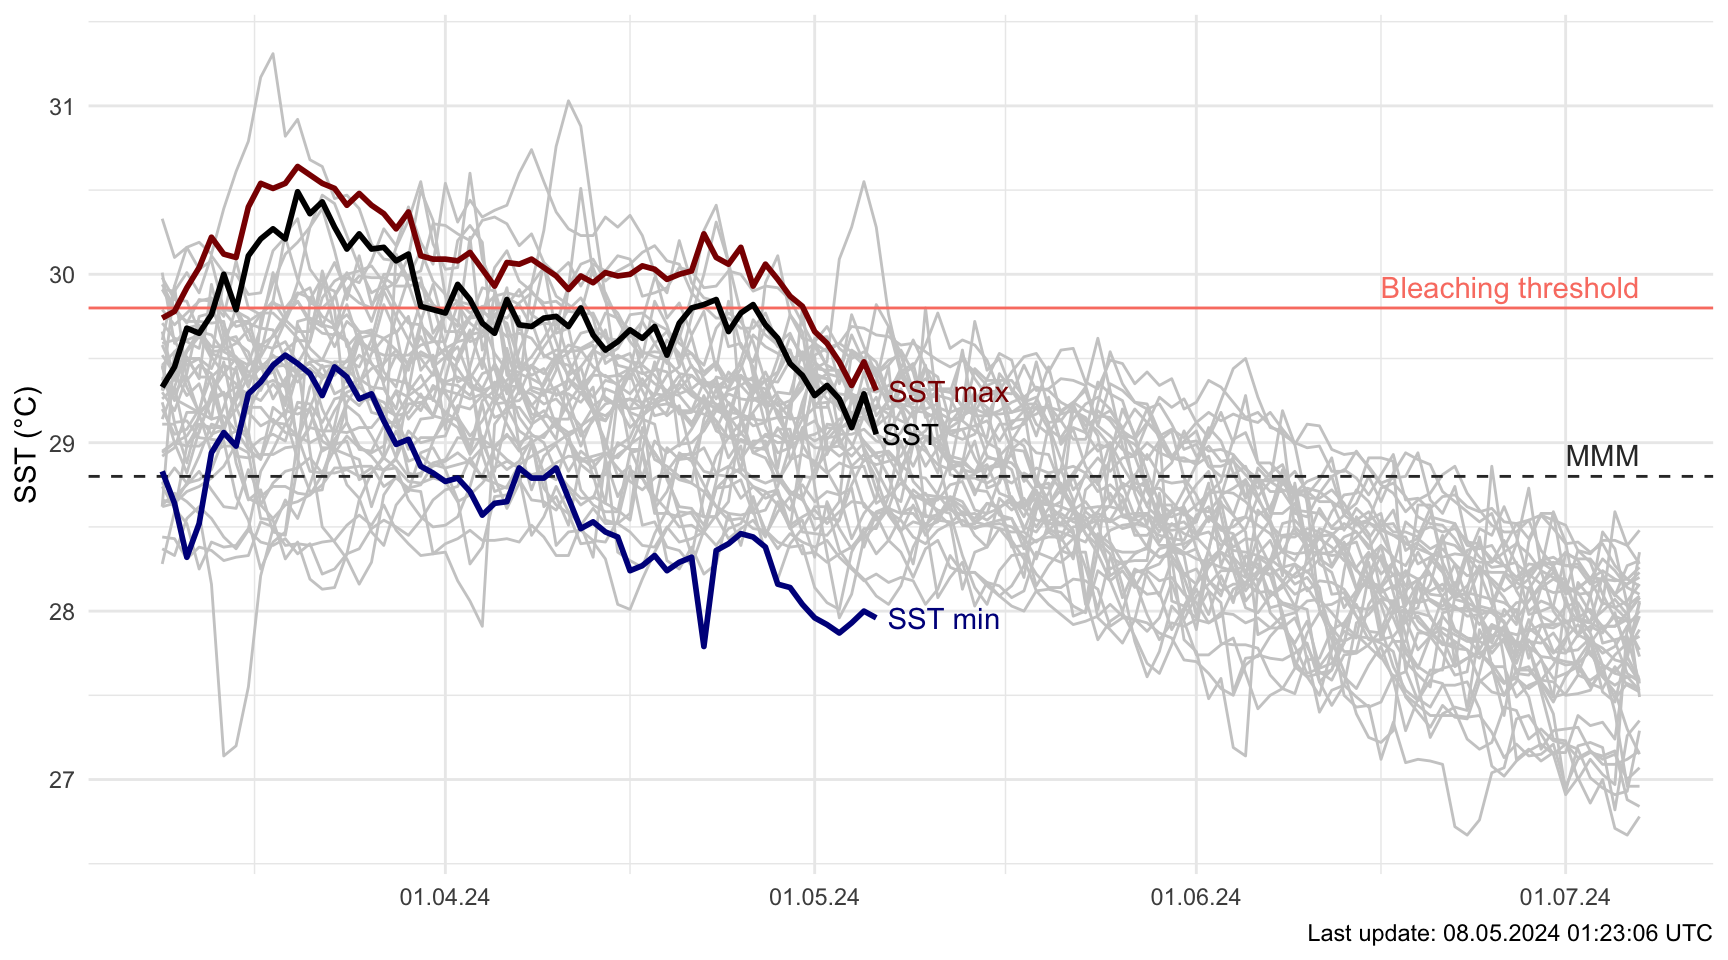 31
30
29
28
27
SST (°C)
Bleaching threshold
SST max
SST
MMM
SST min
01.04.24
01.05.24
01.06.24
01.07.24
Last update: 08.05.2024 01:23:06 UTC